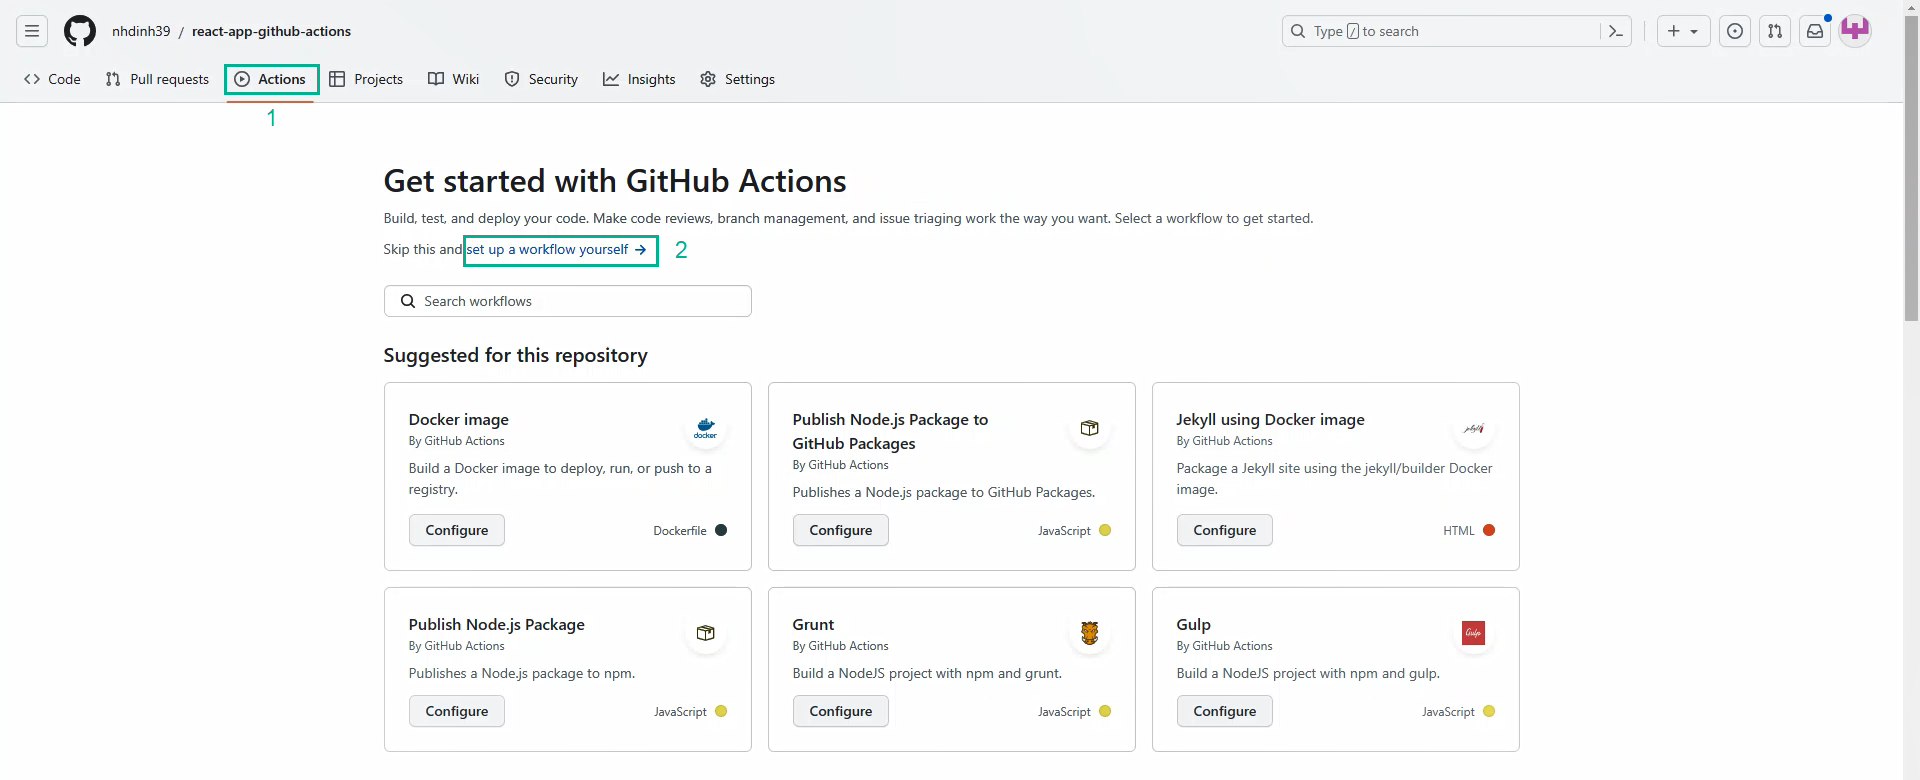 nhdinh39 / react-app-github-actions
Type / to search
Code Pull requests Actions Projects Wiki Security Insights Settings
1
Get started with GitHub Actions
Build, test, and deploy your code. Make code reviews, branch management, and issue triaging work the way you want. Select a workflow to get started.
Skip this and set up a workflow yourself → 2
Search workflows
Suggested for this repository
Docker image
By GitHub Actions
docker
Build a Docker image to deploy, run, or push to a
registry.
Configure Dockerfile
Publish Node.js Package to
GitHub Packages
By GitHub Actions
Publishes a Node.js package to GitHub Packages.
Configure JavaScript
Jekyll using Docker image
By GitHub Actions
jekyll
Package a Jekyll site using the jekyll/builder Docker
image.
Configure HTML
Publish Node.js Package
By GitHub Actions
Publishes a Node.js package to npm.
Configure JavaScript
Grunt
By GitHub Actions
Build a NodeJS project with npm and grunt.
Configure JavaScript
Gulp
By GitHub Actions
Gulp
Build a NodeJS project with npm and gulp.
Configure JavaScript